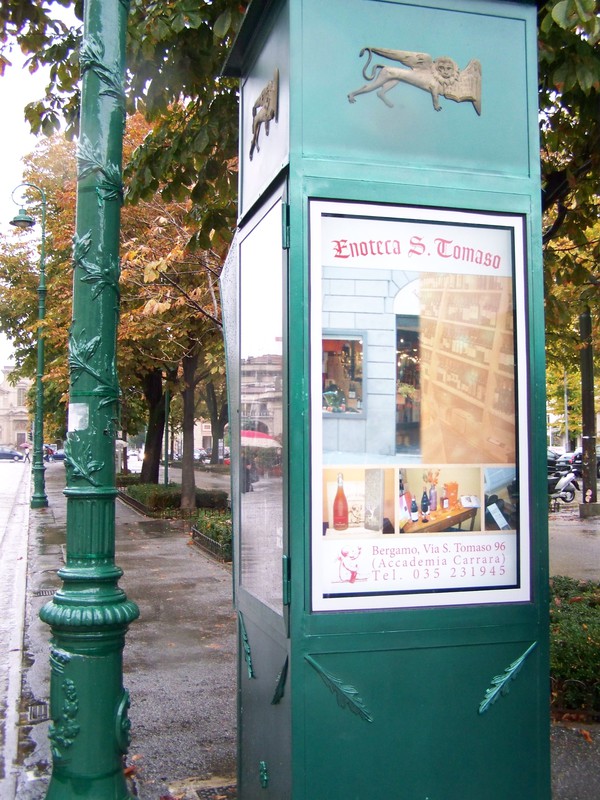 Enoteca S. Tomaso
Bergamo, Via S. Tomaso 96
(Accademia Carrara)
Tel. 035 231945